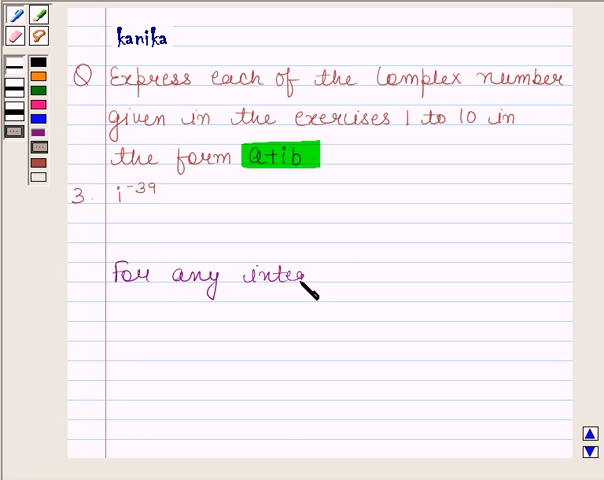 kanika
Q Express each of the Complex number
given in the exercises 1 to 10 in
the form a+ib
3. i⁻³⁹
For any inte